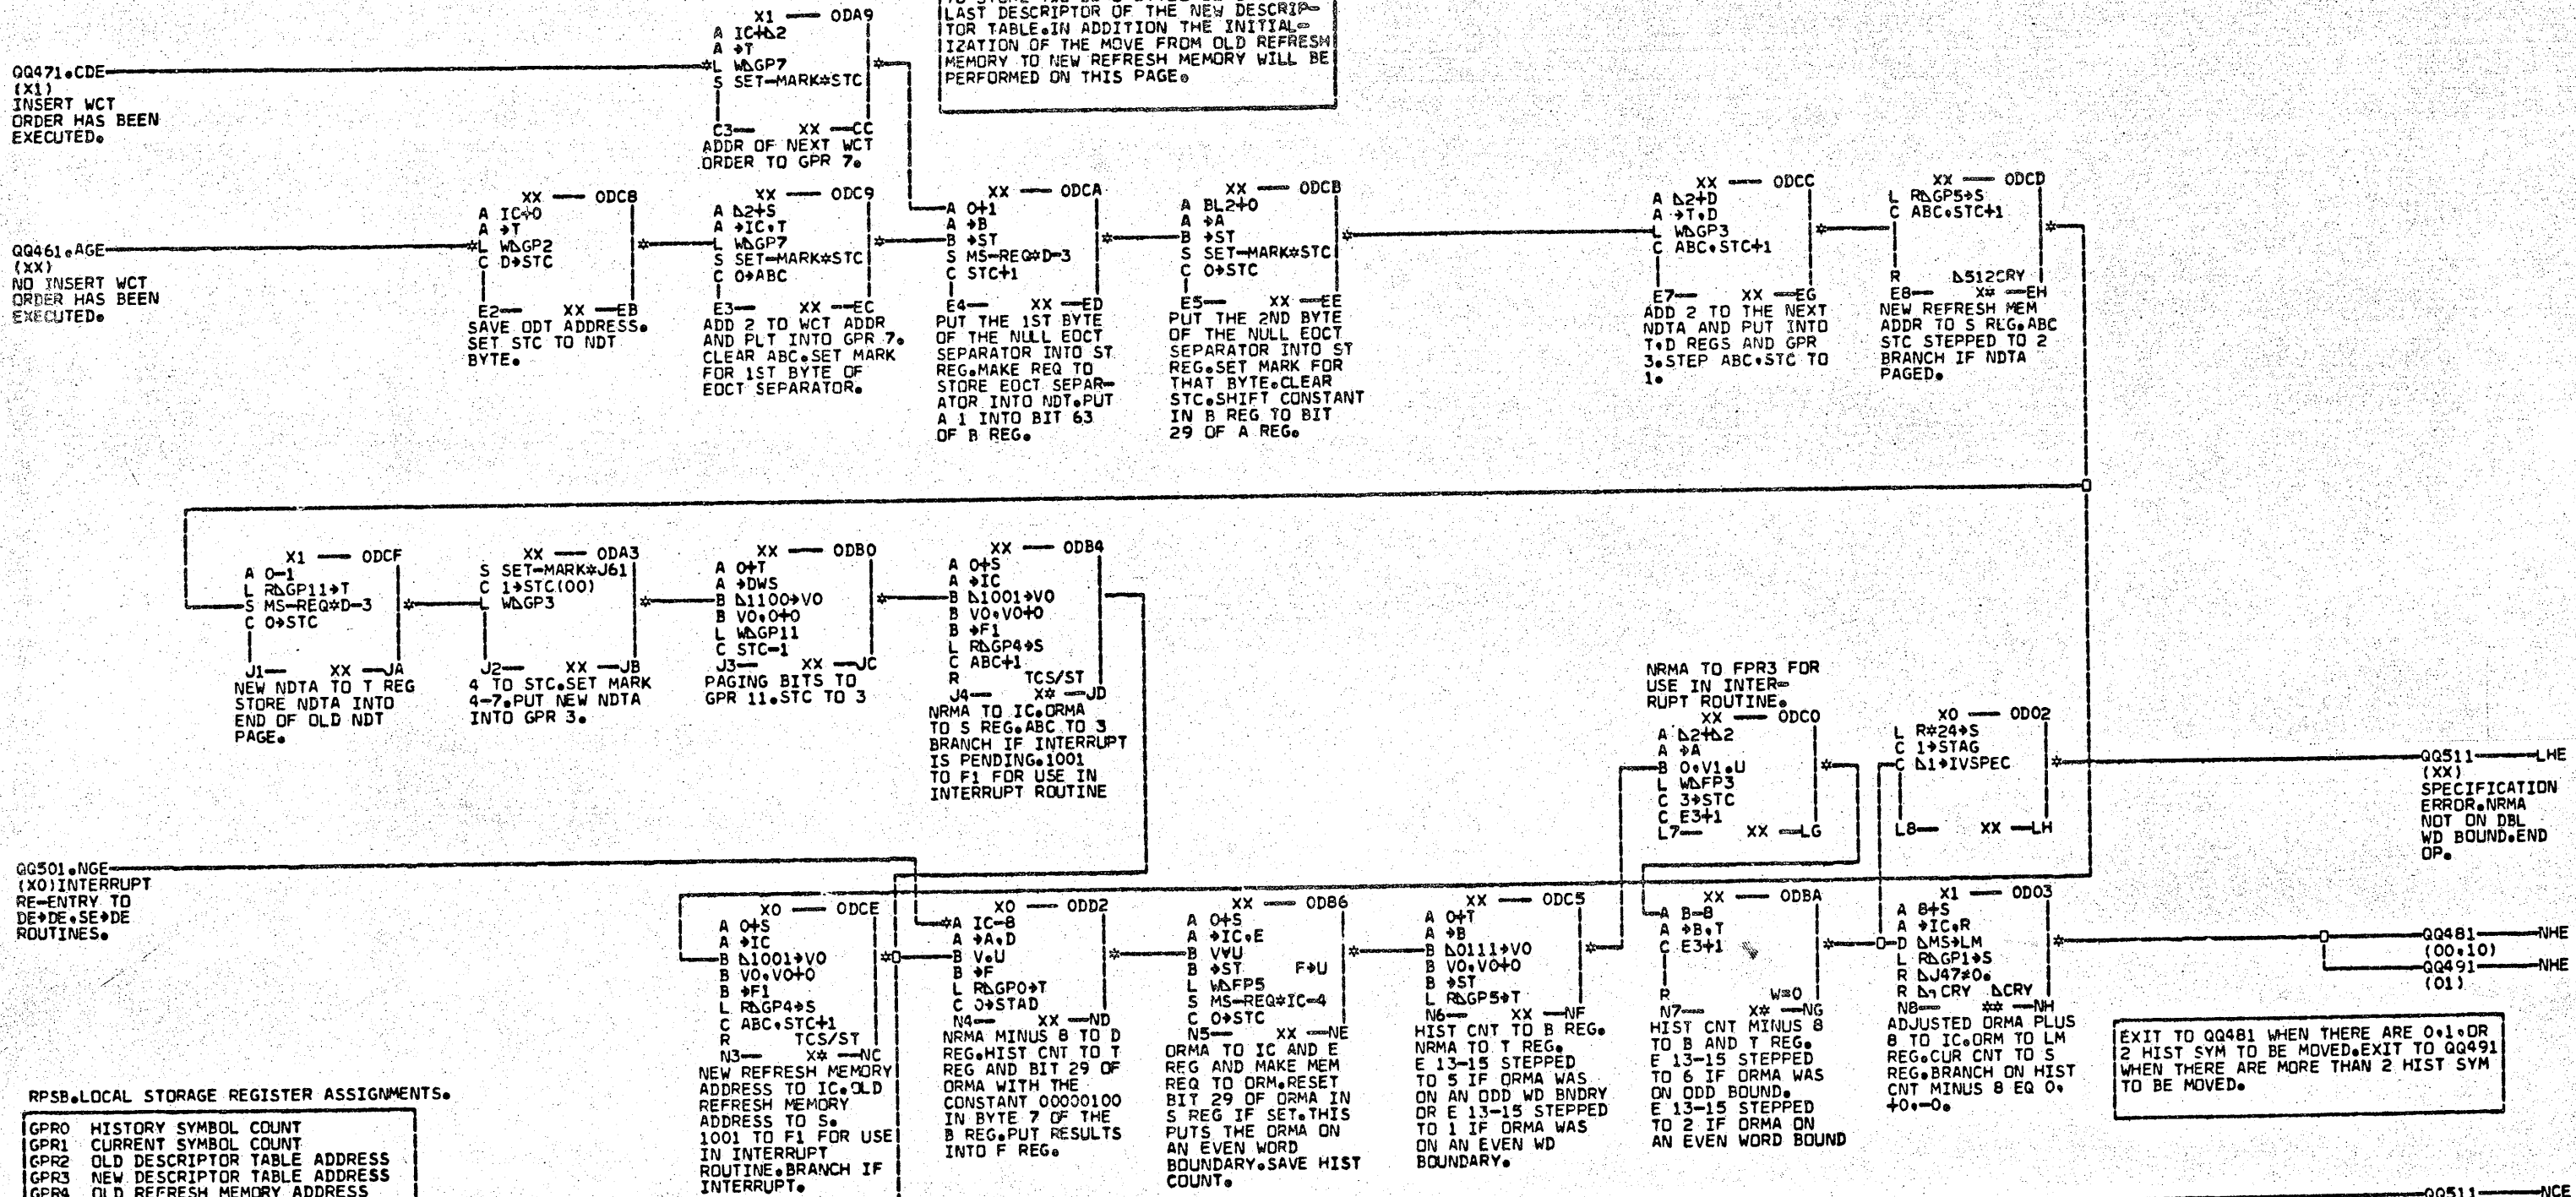 LAST DESCRIPTOR OF THE NEW DESCRIP-
TOR TABLE.IN ADDITION THE INITIAL-
IZATION OF THE MOVE FROM OLD REFRESH
MEMORY TO NEW REFRESH MEMORY WILL BE
PERFORMED ON THIS PAGE.
QQ471.CDE
(X1)
INSERT WCT
ORDER HAS BEEN
EXECUTED.
X1 — 0DA9
A IC+Δ2
A →T
*L WΔGP7
S SET-MARK*STC
C3— XX —CC
ADDR OF NEXT WCT
ORDER TO GPR 7.
QQ461.AGE
(XX)
NO INSERT WCT
ORDER HAS BEEN
EXECUTED.
XX — 0DC8
A IC+0
A →T
*L WΔGP2
C D→STC
E2— XX —EB
SAVE ODT ADDRESS.
SET STC TO NDT
BYTE.
XX — 0DC9
A Δ2+S
A →IC.T
L WΔGP7
S SET-MARK*STC
C 0→ABC
E3— XX —EC
ADD 2 TO WCT ADDR
AND PLT INTO GPR 7.
CLEAR ABC.SET MARK
FOR 1ST BYTE OF
EOCT SEPARATOR.
XX — 0DCA
A 0+1
A →B
B →ST
S MS-REQ*D-3
C STC+1
E4— XX —ED
PUT THE 1ST BYTE
OF THE NULL EOCT
SEPARATOR INTO ST
REG.MAKE REQ TO
STORE EOCT SEPAR-
ATOR INTO NDT.PUT
A 1 INTO BIT 63
OF B REG.
XX — 0DCB
A BL2+0
A →A
B →ST
S SET-MARK*STC
C 0→STC
E5— XX —EE
PUT THE 2ND BYTE
OF THE NULL EOCT
SEPARATOR INTO ST
REG.SET MARK FOR
THAT BYTE.CLEAR
STC.SHIFT CONSTANT
IN B REG TO BIT
29 OF A REG.
XX — 0DCC
A Δ2+D
A →T.D
L WΔGP3
C ABC.STC+1
E7— XX —EG
ADD 2 TO THE NEXT
NDTA AND PUT INTO
T.D REGS AND GPR
3.STEP ABC.STC TO
1.
XX — 0DCD
L RΔGP5→S
C ABC.STC+1
R Δ512CRY
E8— X* —EH
NEW REFRESH MEM
ADDR TO S REG.ABC
STC STEPPED TO 2
BRANCH IF NDTA
PAGED.
X1 — 0DCF
A 0-1
L RΔGP11→T
S MS-REQ*D-3
C 0→STC
J1— XX —JA
NEW NDTA TO T REG
STORE NDTA INTO
END OF OLD NDT
PAGE.
XX — 0DA3
S SET-MARK*J61
C 1→STC(00)
L WΔGP3
J2— XX —JB
4 TO STC.SET MARK
4-7.PUT NEW NDTA
INTO GPR 3.
XX — 0DB0
A 0+T
A →DWS
B Δ1100→V0
B V0.0+0
L WΔGP11
C STC-1
J3— XX —JC
PAGING BITS TO
GPR 11.STC TO 3
XX — 0DB4
A 0+S
A →IC
B Δ1001→V0
B V0.V0+0
B →F1
L RΔGP4→S
C ABC+1
R TCS/ST
J4— X* —JD
NRMA TO IC.ORMA
TO S REG.ABC TO 3
BRANCH IF INTERRUPT
IS PENDING.1001
TO F1 FOR USE IN
INTERRUPT ROUTINE
NRMA TO FPR3 FOR
USE IN INTER-
RUPT ROUTINE.
XX — 0DC0
A Δ2+Δ2
A →A
B 0.V1.U
L WΔFP3
C 3→STC
C E3+1
L7— XX —LG
X0 — 0D02
L R*24→S
C 1→STAG
C Δ1→IVSPEC
L8— XX —LH
QQ511—LHE
(XX)
SPECIFICATION
ERROR.NRMA
NOT ON DBL
WD BOUND.END
OP.
QQ501.NGE
(X0)INTERRUPT
RE-ENTRY TO
DE→DE.SE→DE
ROUTINES.
X0 — 0DCE
A 0+S
A →IC
B Δ1001→V0
B V0.V0+0
B →F1
L RΔGP4→S
C ABC.STC+1
R TCS/ST
N3— X* —NC
NEW REFRESH MEMORY
ADDRESS TO IC.OLD
REFRESH MEMORY
ADDRESS TO S.
1001 TO F1 FOR USE
IN INTERRUPT
ROUTINE.BRANCH IF
INTERRUPT.
X0 — 0DD2
*A IC-8
A →A.D
B V.U
B →F
L RΔGP0→T
C 0→STAD
N4— XX —ND
NRMA MINUS 8 TO D
REG.HIST CNT TO T
REG AND BIT 29 OF
ORMA WITH THE
CONSTANT 00000100
IN BYTE 7 OF THE
B REG.PUT RESULTS
INTO F REG.
XX — 0DB6
A 0+S
A →IC.E
B V∀U
B →ST F→U
L WΔFP5
S MS-REQ*IC-4
C 0→STC
N5— XX —NE
ORMA TO IC AND E
REG AND MAKE MEM
REQ TO ORM.RESET
BIT 29 OF ORMA IN
S REG IF SET.THIS
PUTS THE ORMA ON
AN EVEN WORD
BOUNDARY.SAVE HIST
COUNT.
XX — 0DC5
A 0+T
A →B
B Δ0111→V0
B V0.V0+0
B →ST
L RΔGP5→T
N6— XX —NF
HIST CNT TO B REG.
NRMA TO T REG.
E 13-15 STEPPED
TO 5 IF ORMA WAS
ON AN ODD WD BNDRY
OR E 13-15 STEPPED
TO 1 IF ORMA WAS
ON AN EVEN WD
BOUNDARY.
XX — 0DBA
A B-8
A →B.T
C E3+1
R W=0
N7— X* —NG
HIST CNT MINUS 8
TO B AND T REG.
E 13-15 STEPPED
TO 6 IF ORMA WAS
ON ODD BOUND.
E 13-15 STEPPED
TO 2 IF ORMA ON
AN EVEN WORD BOUND
X1 — 0D03
A 8+S
A →IC.R
D ΔMS→LM
L RΔGP1→S
R ΔJ47≠0.
R Δ,CRY ΔCRY
N8— ** —NH
ADJUSTED ORMA PLUS
8 TO IC.ORM TO LM
REG.CUR CNT TO S
REG.BRANCH ON HIST
CNT MINUS 8 EQ 0,
+0.-0.
QQ481—NHE
(00.10)
QQ491—NHE
(01)
EXIT TO QQ481 WHEN THERE ARE 0.1.OR
2 HIST SYM TO BE MOVED.EXIT TO QQ491
WHEN THERE ARE MORE THAN 2 HIST SYM
TO BE MOVED.
RPSB.LOCAL STORAGE REGISTER ASSIGNMENTS.
GPR0 HISTORY SYMBOL COUNT
GPR1 CURRENT SYMBOL COUNT
GPR2 OLD DESCRIPTOR TABLE ADDRESS
GPR3 NEW DESCRIPTOR TABLE ADDRESS
GPR4 OLD REFRESH MEMORY ADDRESS
QQ511—NCE